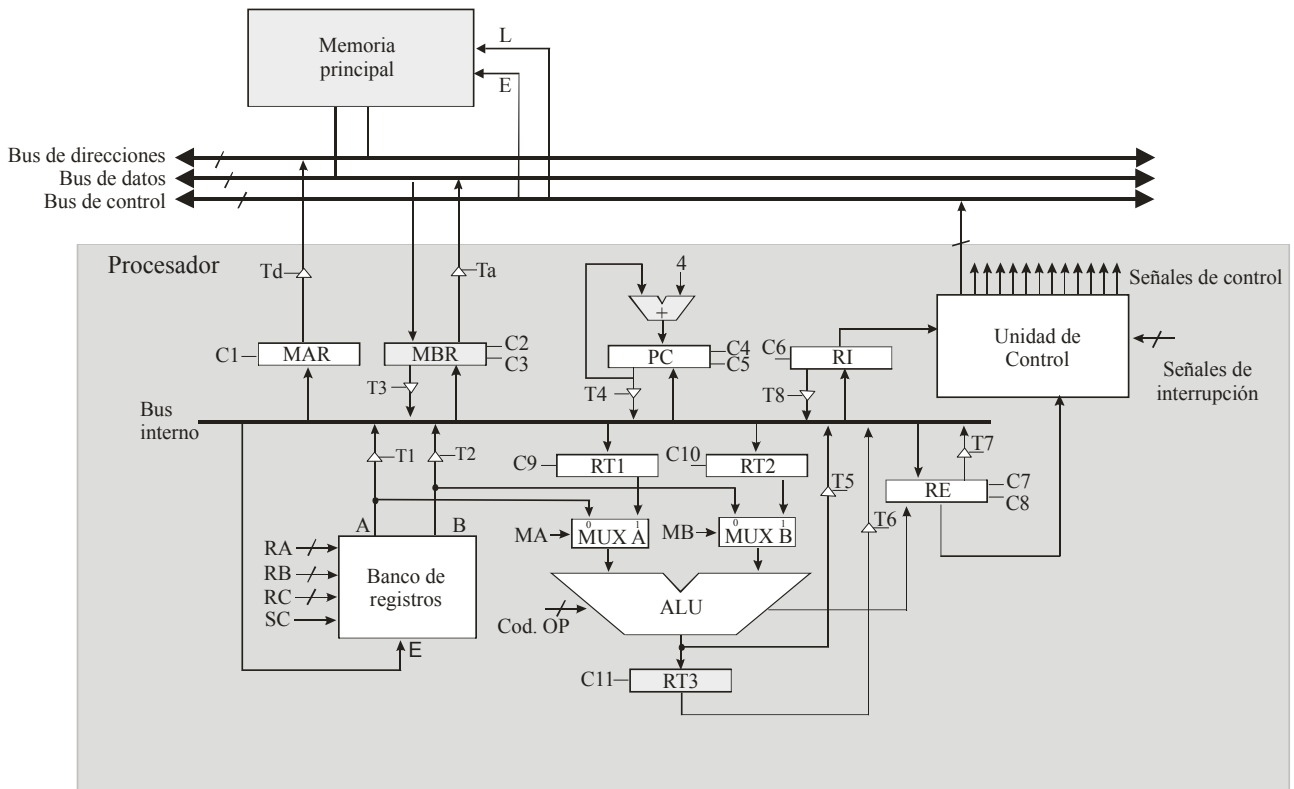 Memoria
principal
L
E
Bus de direcciones
Bus de datos
Bus de control
Procesador
Td
Ta
4
+
Señales de control
C1
MAR
MBR
C2
C3
PC
C4
C5
C6
RI
Unidad de
Control
Señales de
interrupción
T3
T4
T8
Bus
interno
T1
T2
C9
RT1
C10
RT2
T5
T7
RE
C7
C8
T6
A
B
MA
0
1
MUX A
MB
0
1
MUX B
RA
RB
RC
SC
Banco de
registros
E
ALU
Cod. OP
C11
RT3